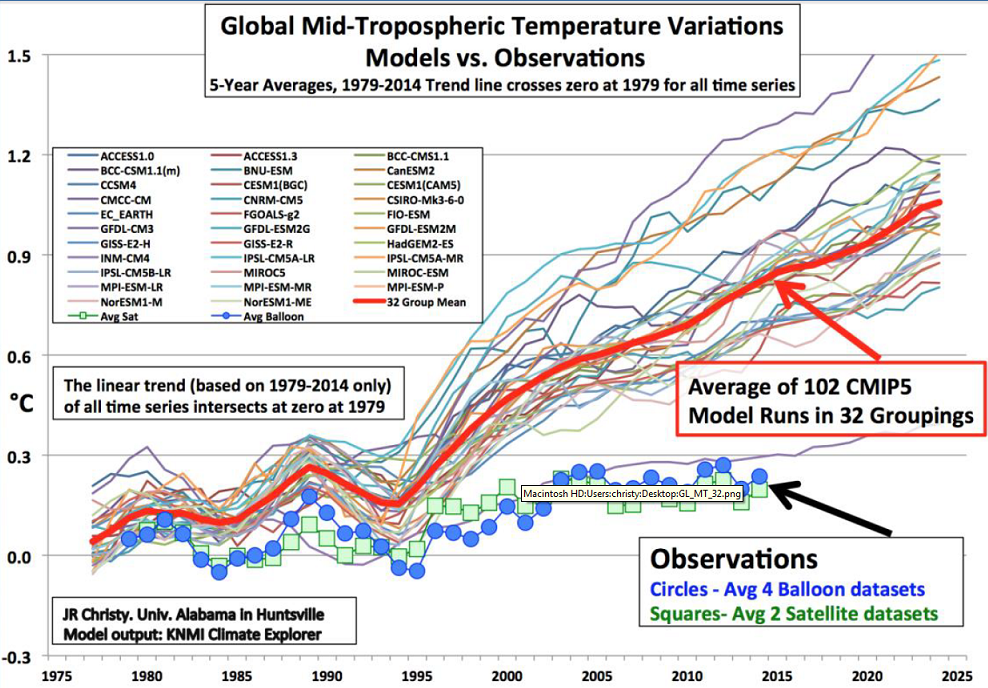 Global Mid-Tropospheric Temperature Variations
Models vs. Observations
5-Year Averages, 1979-2014 Trend line crosses zero at 1979 for all time series
1.5
1.2
0.9
0.6
°C
0.3
0.0
-0.3
ACCESS1.0 ACCESS1.3 BCC-CMS1.1
BCC-CSM1.1(m) BNU-ESM CanESM2
CCSM4 CESM1(BGC) CESM1(CAM5)
CMCC-CM CNRM-CM5 CSIRO-Mk3-6-0
EC_EARTH FGOALS-g2 FIO-ESM
GFDL-CM3 GFDL-ESM2G GFDL-ESM2M
GISS-E2-H GISS-E2-R HadGEM2-ES
INM-CM4 IPSL-CM5A-LR IPSL-CM5A-MR
IPSL-CM5B-LR MIROC5 MIROC-ESM
MPI-ESM-LR MPI-ESM-MR MPI-ESM-P
NorESM1-M NorESM1-ME 32 Group Mean
Avg Sat Avg Balloon
The linear trend (based on 1979-2014 only)
of all time series intersects at zero at 1979
Average of 102 CMIP5
Model Runs in 32 Groupings
Macintosh HD:Users:christy:Desktop:GL_MT_32.png
Observations
Circles - Avg 4 Balloon datasets
Squares- Avg 2 Satellite datasets
JR Christy. Univ. Alabama in Huntsville
Model output: KNMI Climate Explorer
1975 1980 1985 1990 1995 2000 2005 2010 2015 2020 2025